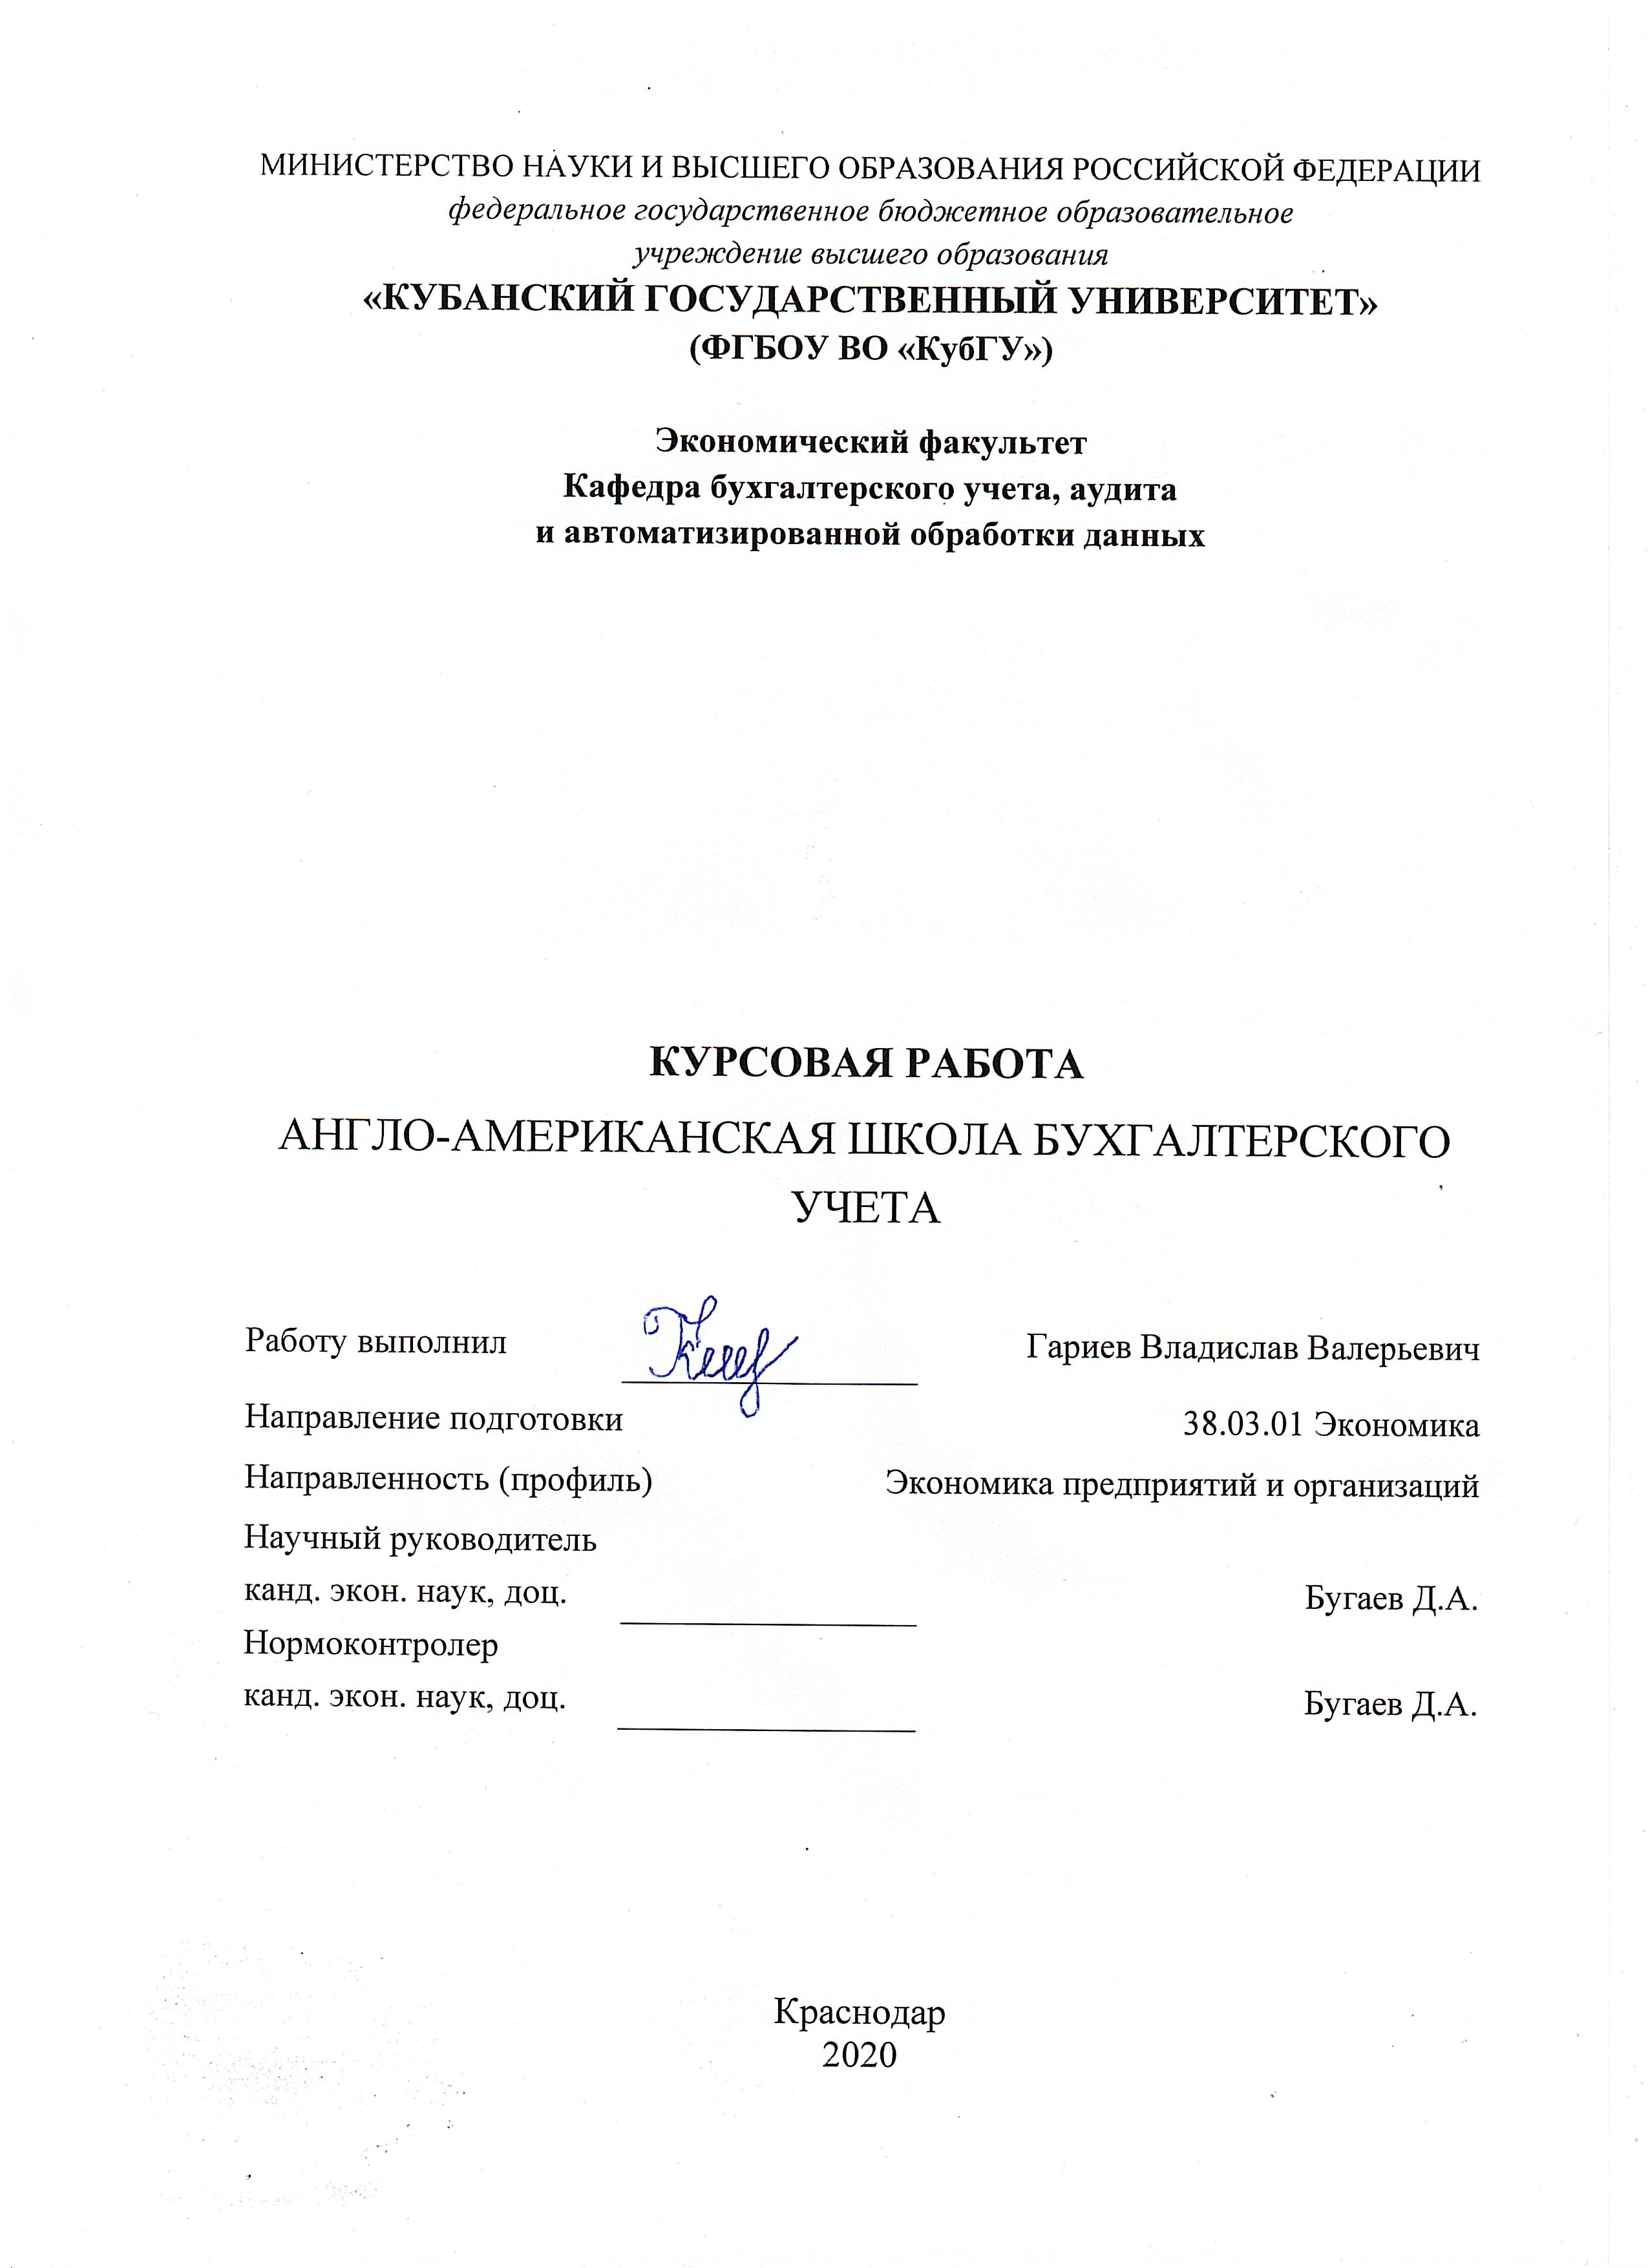 МИНИСТЕРСТВО НАУКИ И ВЫСШЕГО ОБРАЗОВАНИЯ РОССИЙСКОЙ ФЕДЕРАЦИИ
федеральное государственное бюджетное образовательное
учреждение высшего образования
«КУБАНСКИЙ ГОСУДАРСТВЕННЫЙ УНИВЕРСИТЕТ»
(ФГБОУ ВО «КубГУ»)
Экономический факультет
Кафедра бухгалтерского учета, аудита
и автоматизированной обработки данных
КУРСОВАЯ РАБОТА
АНГЛО-АМЕРИКАНСКАЯ ШКОЛА БУХГАЛТЕРСКОГО
УЧЕТА
Работу выполнил Гариев Владислав Валерьевич
Направление подготовки 38.03.01 Экономика
Направленность (профиль) Экономика предприятий и организаций
Научный руководитель
канд. экон. наук, доц. Бугаев Д.А.
Нормоконтролер
канд. экон. наук, доц. Бугаев Д.А.
Краснодар
2020